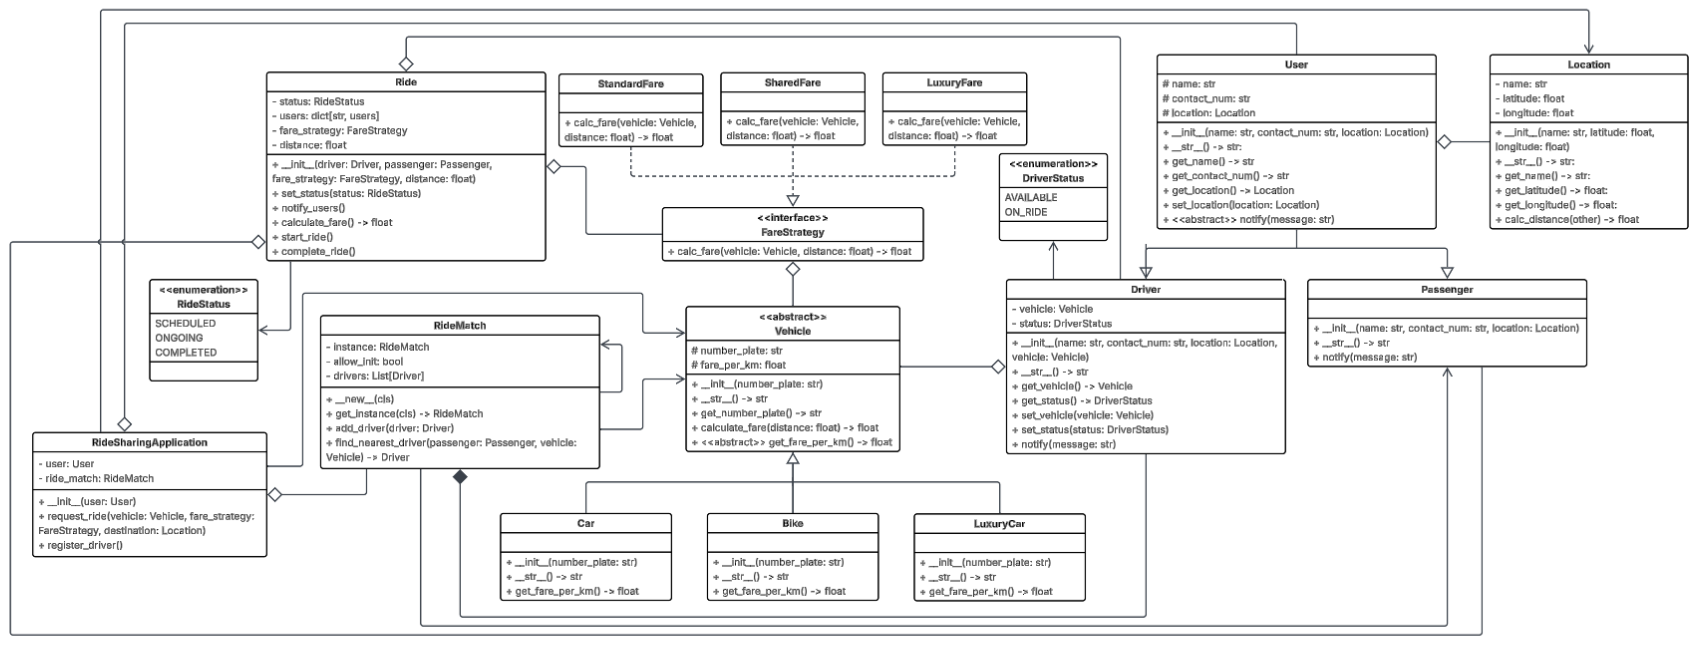 Ride
- status: RideStatus
- users: dict[str, users]
- fare_strategy: FareStrategy
- distance: float
+ __init__(driver: Driver, passenger: Passenger,
fare_strategy: FareStrategy, distance: float)
+ set_status(status: RideStatus)
+ notify_users()
+ calculate_fare() -> float
+ start_ride()
+ complete_ride()
StandardFare
+ calc_fare(vehicle: Vehicle,
distance: float) -> float
SharedFare
+ calc_fare(vehicle: Vehicle,
distance: float) -> float
LuxuryFare
+ calc_fare(vehicle: Vehicle,
distance: float) -> float
User
# name: str
# contact_num: str
# location: Location
+ __init__(name: str, contact_num: str, location: Location)
+ __str__() -> str:
+ get_name() -> str
+ get_contact_num() -> str
+ get_location() -> Location
+ set_location(location: Location)
+ <<abstract>> notify(message: str)
Location
- name: str
- latitude: float
- longitude: float
+ __init__(name: str, latitude: float,
longitude: float)
+ __str__() -> str:
+ get_name() -> str:
+ get_latitude() -> float:
+ get_longitude() -> float:
+ calc_distance(other) -> float
<<enumeration>>
DriverStatus
AVAILABLE
ON_RIDE
<<interface>>
FareStrategy
+ calc_fare(vehicle: Vehicle, distance: float) -> float
<<enumeration>>
RideStatus
SCHEDULED
ONGOING
COMPLETED
RideMatch
- instance: RideMatch
- allow_init: bool
- drivers: List[Driver]
+ __new__(cls)
+ get_instance(cls) -> RideMatch
+ add_driver(driver: Driver)
+ find_nearest_driver(passenger: Passenger, vehicle:
Vehicle) -> Driver
<<abstract>>
Vehicle
# number_plate: str
# fare_per_km: float
+ __init__(number_plate: str)
+ __str__() -> str
+ get_number_plate() -> str
+ calculate_fare(distance: float) -> float
+ <<abstract>> get_fare_per_km() -> float
Driver
- vehicle: Vehicle
- status: DriverStatus
+ __init__(name: str, contact_num: str, location: Location,
vehicle: Vehicle)
+ __str__() -> str
+ get_vehicle() -> Vehicle
+ get_status() -> DriverStatus
+ set_vehicle(vehicle: Vehicle)
+ set_status(status: DriverStatus)
+ notify(message: str)
Passenger
+ __init__(name: str, contact_num: str, location: Location)
+ __str__() -> str
+ notify(message: str)
RideSharingApplication
- user: User
- ride_match: RideMatch
+ __init__(user: User)
+ request_ride(vehicle: Vehicle, fare_strategy:
FareStrategy, destination: Location)
+ register_driver()
Car
+ __init__(number_plate: str)
+ __str__() -> str
+ get_fare_per_km() -> float
Bike
+ __init__(number_plate: str)
+ __str__() -> str
+ get_fare_per_km() -> float
LuxuryCar
+ __init__(number_plate: str)
+ __str__() -> str
+ get_fare_per_km() -> float